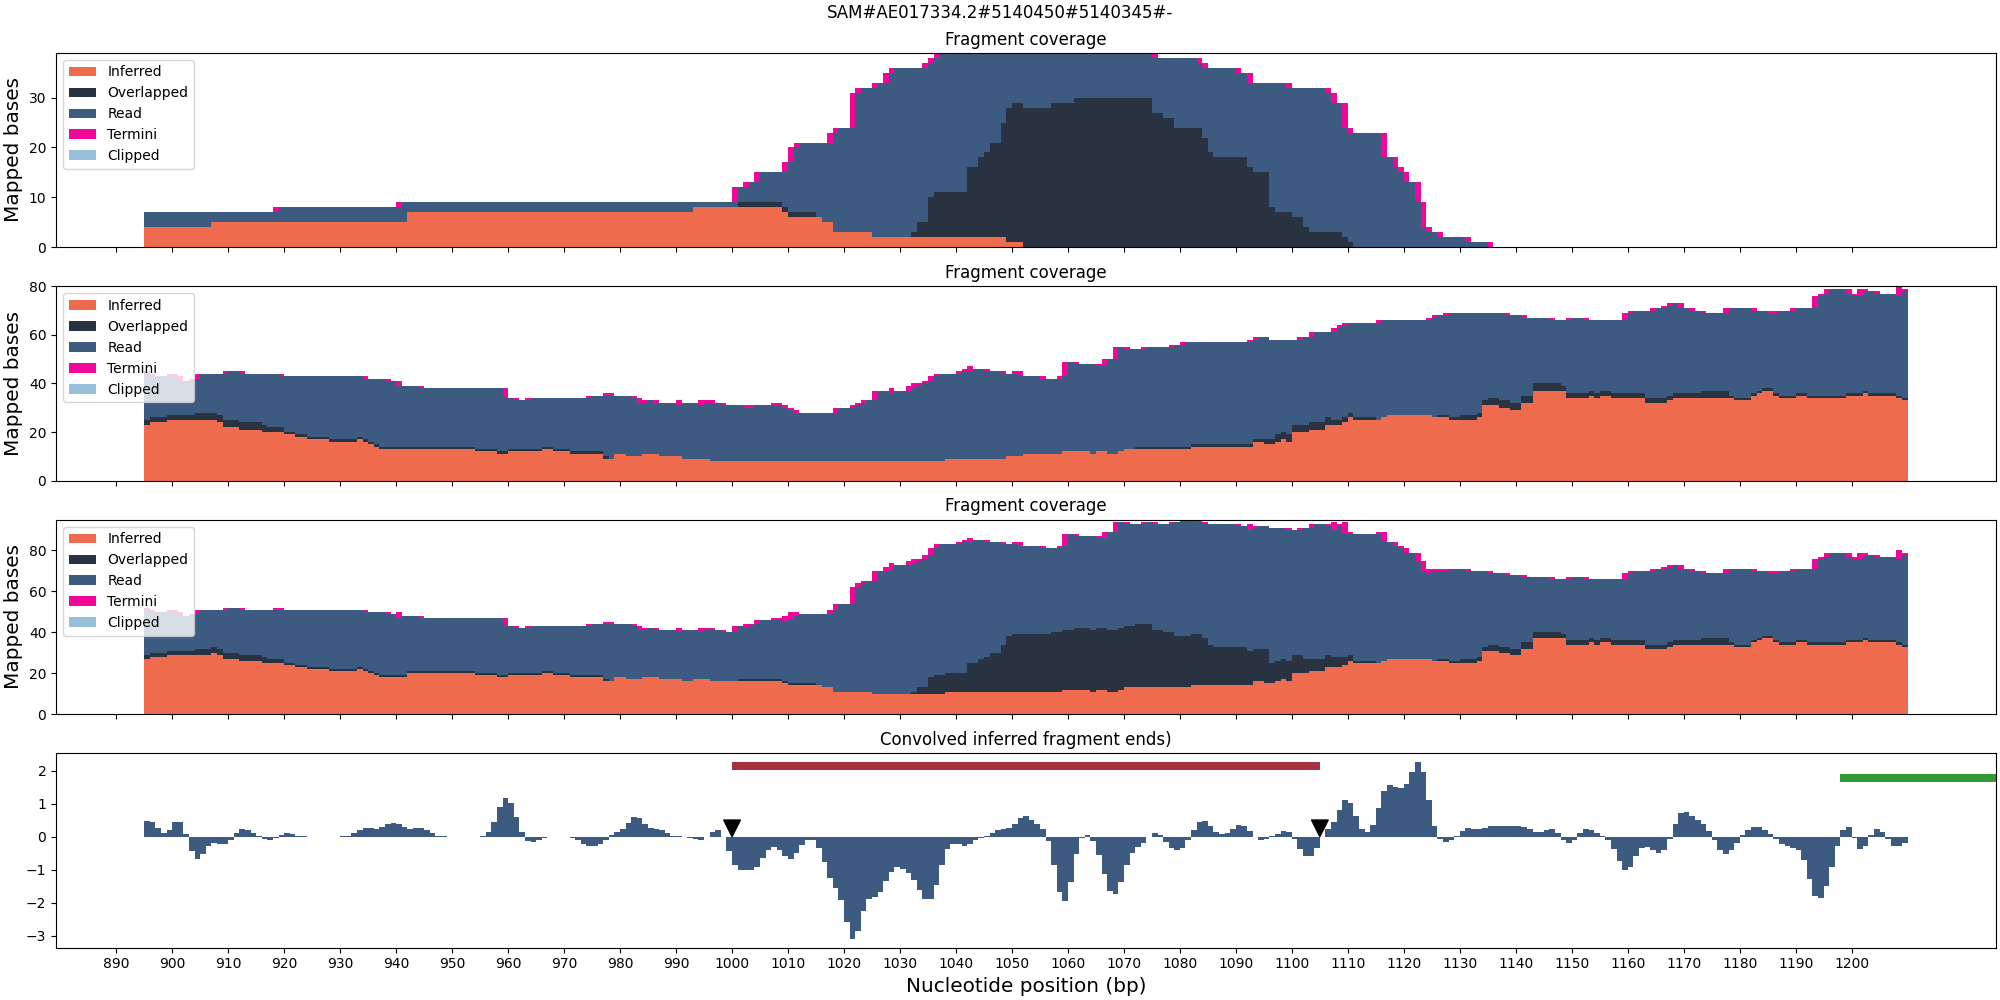 SAM#AE017334.2#5140450#5140345#-
Fragment coverage
Mapped bases
30
20
10
0
Inferred
Overlapped
Read
Termini
Clipped
Fragment coverage
Mapped bases
80
60
40
20
0
Inferred
Overlapped
Read
Termini
Clipped
Fragment coverage
Mapped bases
80
60
40
20
0
Inferred
Overlapped
Read
Termini
Clipped
Convolved inferred fragment ends)
2
1
0
−1
−2
−3
890 900 910 920 930 940 950 960 970 980 990 1000 1010 1020 1030 1040 1050 1060 1070 1080 1090 1100 1110 1120 1130 1140 1150 1160 1170 1180 1190 1200
Nucleotide position (bp)